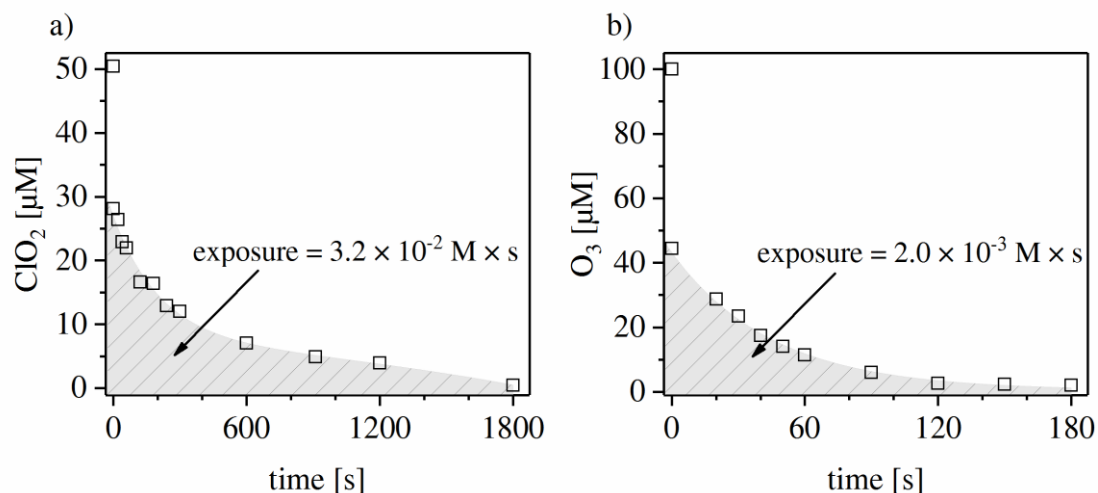 a)
50
40
30
20
10
0
ClO₂ [µM]
exposure = 3.2 × 10⁻² M × s
0 600 1200 1800
time [s]
b)
100
80
60
40
20
0
O₃ [µM]
exposure = 2.0 × 10⁻³ M × s
0 60 120 180
time [s]